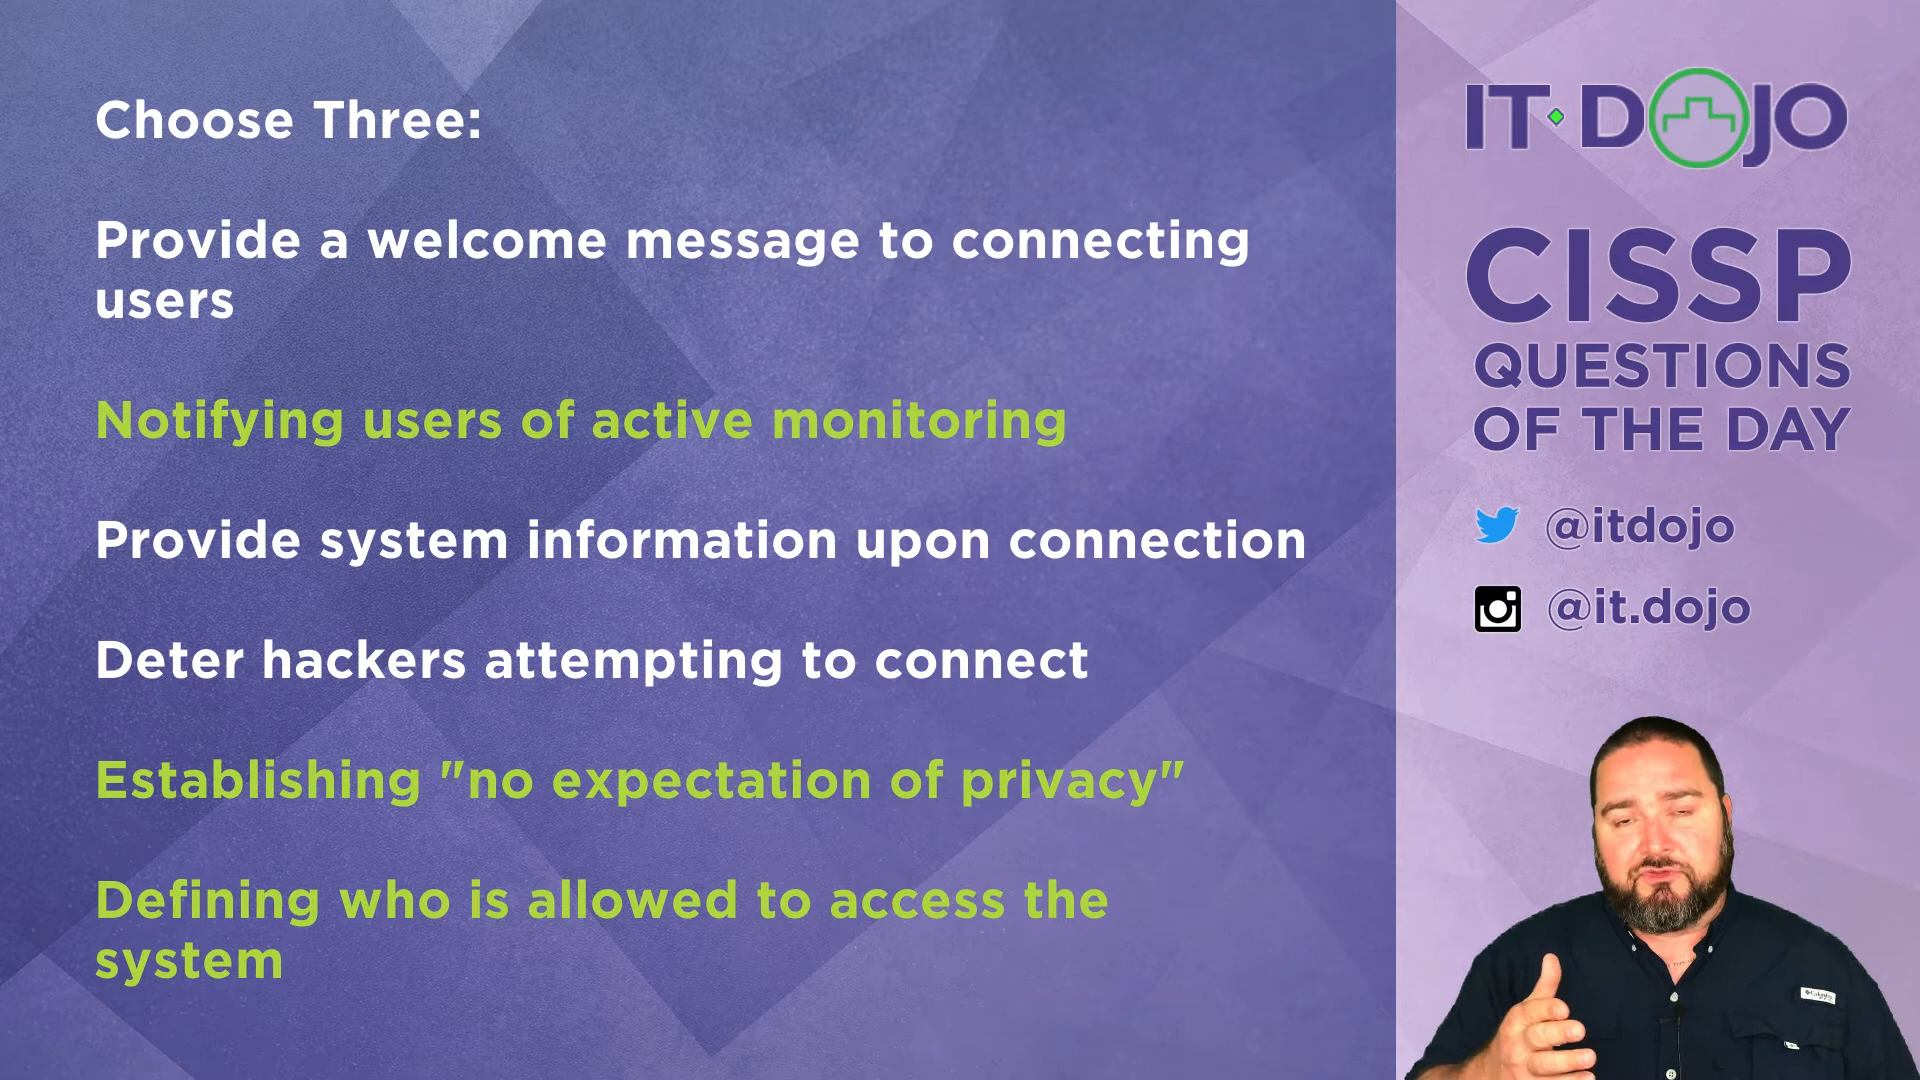 Choose Three:
Provide a welcome message to connecting
users
Notifying users of active monitoring
Provide system information upon connection
Deter hackers attempting to connect
Establishing "no expectation of privacy"
Defining who is allowed to access the
system
IT DOJO
CISSP
QUESTIONS
OF THE DAY
@itdojo
@it.dojo
Columbia